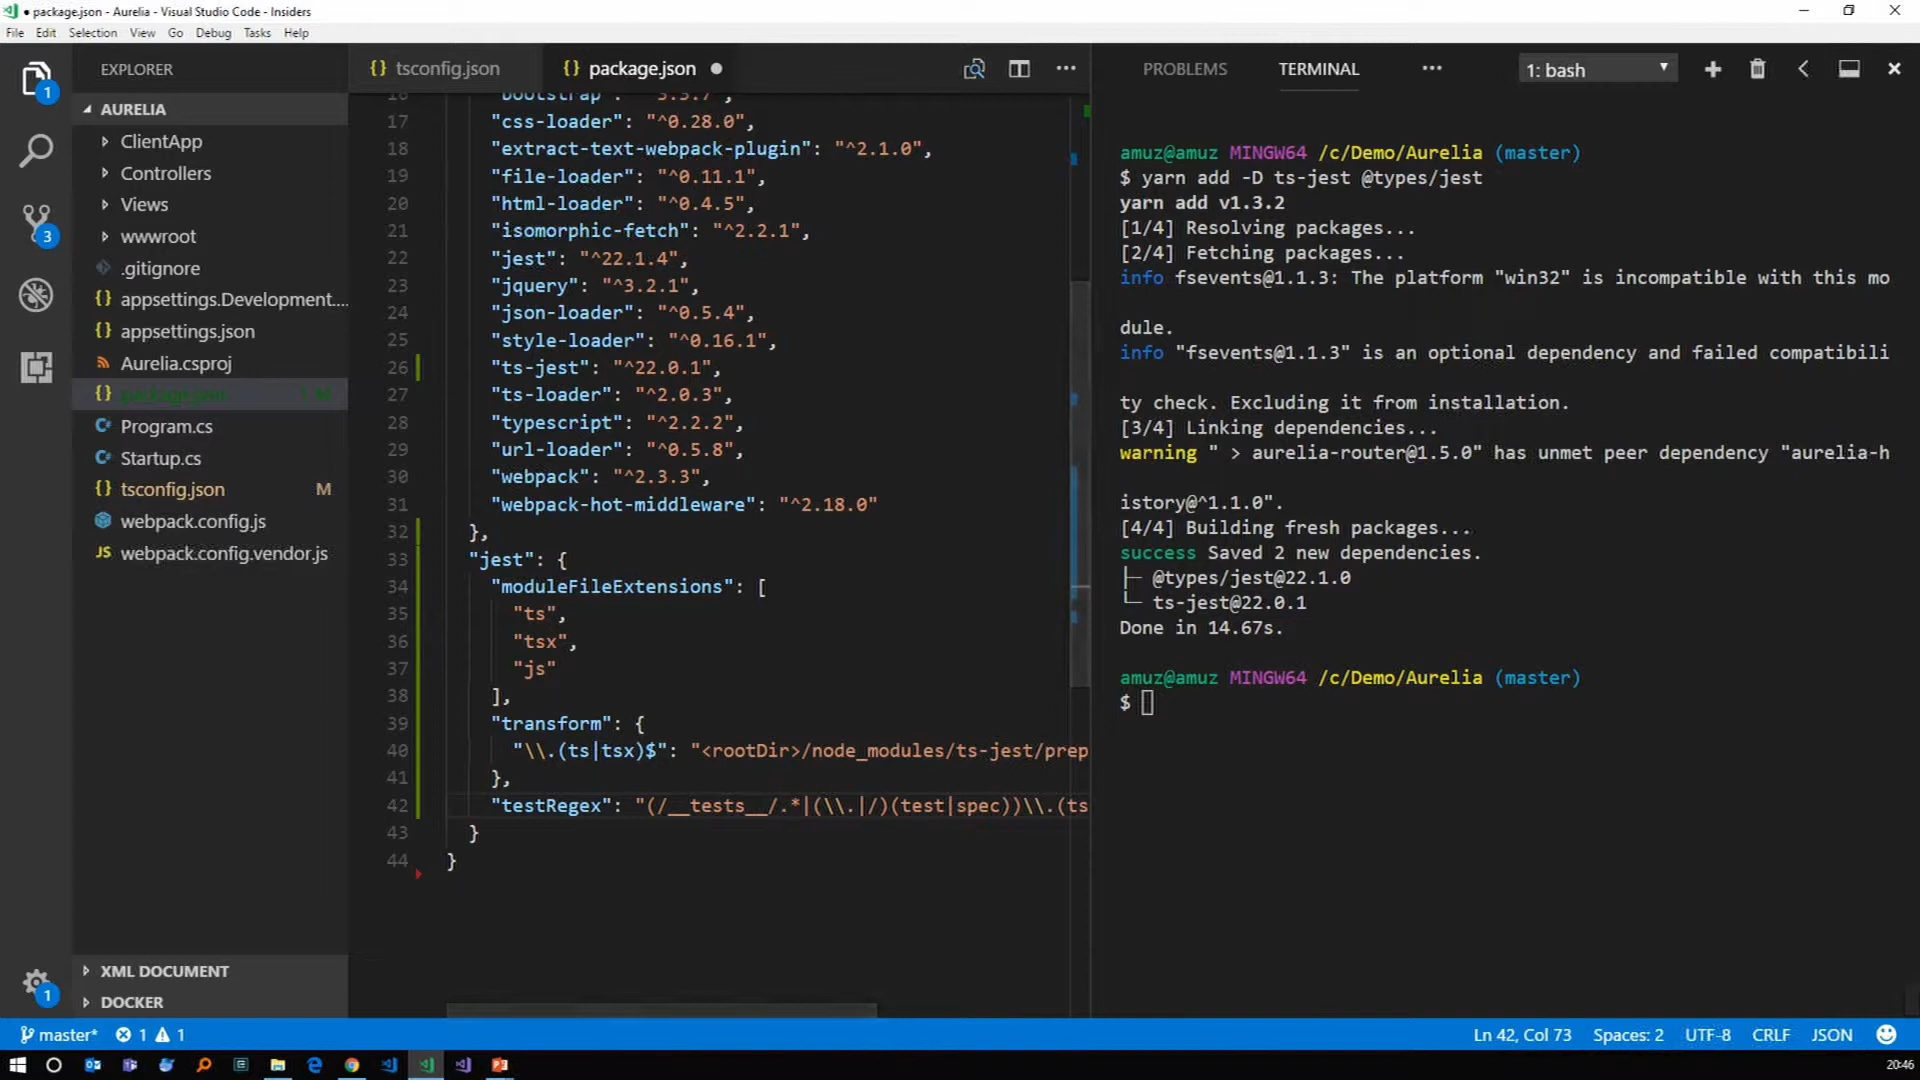 package.json - Aurelia - Visual Studio Code - Insiders
File Edit Selection View Go Debug Tasks Help
EXPLORER
AURELIA
ClientApp
Controllers
Views
wwwroot
.gitignore
appsettings.Development....
appsettings.json
Aurelia.csproj
package.json 1, M
Program.cs
Startup.cs
tsconfig.json M
webpack.config.js
webpack.config.vendor.js
XML DOCUMENT
DOCKER
1
3
1
tsconfig.json
package.json
16 "bootstrap": "^3.3.7",
17 "css-loader": "^0.28.0",
18 "extract-text-webpack-plugin": "^2.1.0",
19 "file-loader": "^0.11.1",
20 "html-loader": "^0.4.5",
21 "isomorphic-fetch": "^2.2.1",
22 "jest": "^22.1.4",
23 "jquery": "^3.2.1",
24 "json-loader": "^0.5.4",
25 "style-loader": "^0.16.1",
26 "ts-jest": "^22.0.1",
27 "ts-loader": "^2.0.3",
28 "typescript": "^2.2.2",
29 "url-loader": "^0.5.8",
30 "webpack": "^2.3.3",
31 "webpack-hot-middleware": "^2.18.0"
32 },
33 "jest": {
34 "moduleFileExtensions": [
35 "ts",
36 "tsx",
37 "js"
38 ],
39 "transform": {
40 "\\.(ts|tsx)$": "<rootDir>/node_modules/ts-jest/prep
41 },
42 "testRegex": "(/__tests__/.*|(\\.|/)(test|spec))\\.(ts
43 }
44 }
PROBLEMS TERMINAL ... 1: bash
amuz@amuz MINGW64 /c/Demo/Aurelia (master)
$ yarn add -D ts-jest @types/jest
yarn add v1.3.2
[1/4] Resolving packages...
[2/4] Fetching packages...
info fsevents@1.1.3: The platform "win32" is incompatible with this mo
dule.
info "fsevents@1.1.3" is an optional dependency and failed compatibili
ty check. Excluding it from installation.
[3/4] Linking dependencies...
warning " > aurelia-router@1.5.0" has unmet peer dependency "aurelia-h
istory@^1.1.0".
[4/4] Building fresh packages...
success Saved 2 new dependencies.
├─ @types/jest@22.1.0
└─ ts-jest@22.0.1
Done in 14.67s.
amuz@amuz MINGW64 /c/Demo/Aurelia (master)
$
master* 1 1 Ln 42, Col 73 Spaces: 2 UTF-8 CRLF JSON
20:46